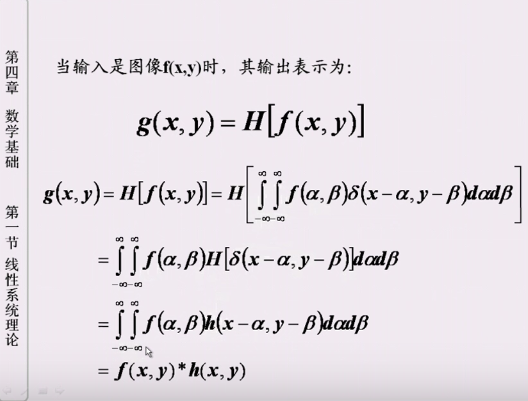 第四章 数学基础 第一节 线性系统理论
当输入是图像f(x,y)时，其输出表示为：
g(x, y) = H[f(x, y)]
g(x, y) = H[f(x, y)] = H[∫_{-∞}^{∞}∫_{-∞}^{∞} f(α, β)δ(x − α, y − β)dαdβ]
= ∫_{-∞}^{∞}∫_{-∞}^{∞} f(α, β)H[δ(x − α, y − β)]dαdβ
= ∫_{-∞}^{∞}∫_{-∞}^{∞} f(α, β)h(x − α, y − β)dαdβ
= f(x, y) * h(x, y)